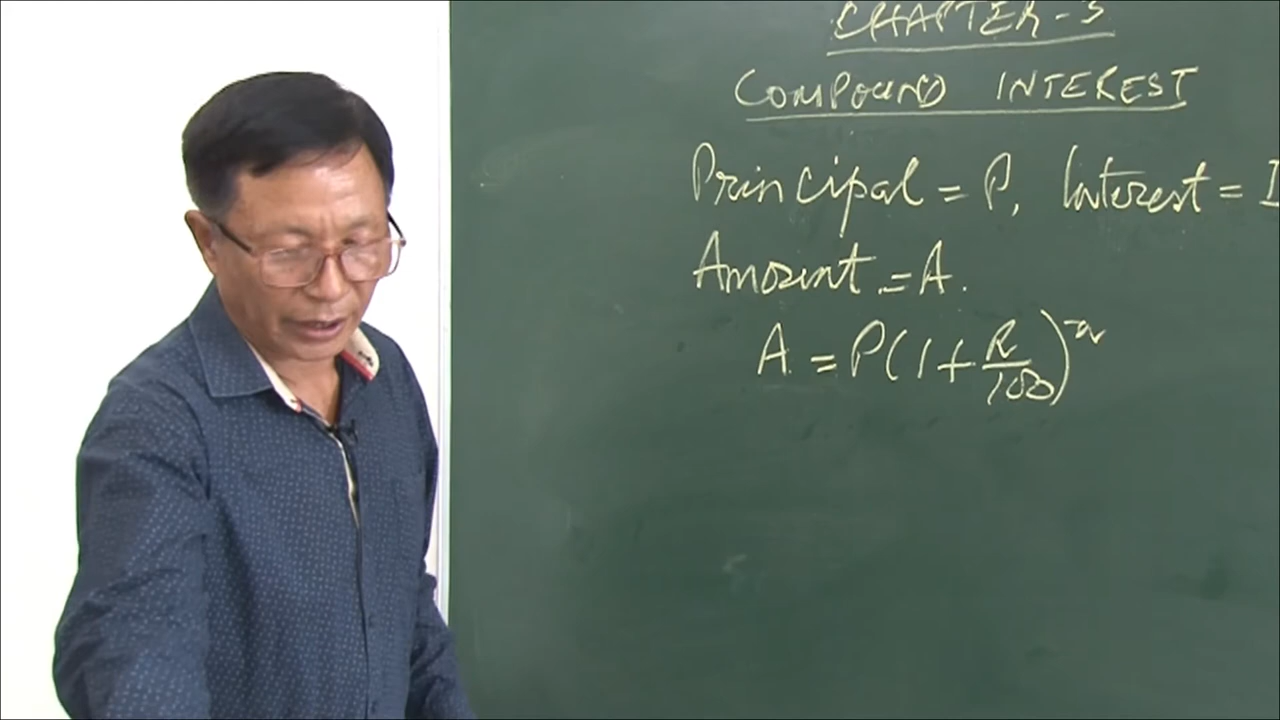 CHAPTER-3
COMPOUND INTEREST
Principal = P, Interest = I
Amount = A.
A = P(1 + R/100)^n